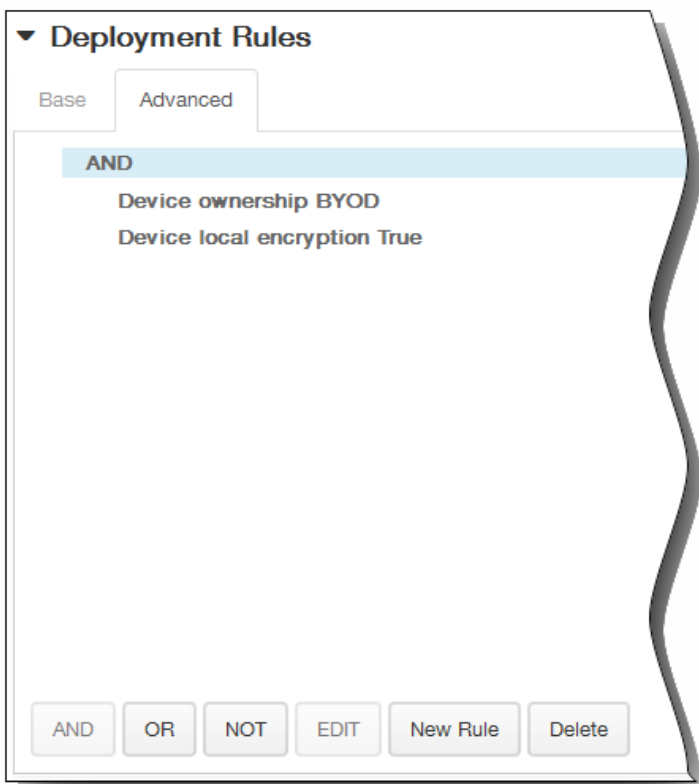 Deployment Rules
Base Advanced
AND
Device ownership BYOD
Device local encryption True
AND OR NOT EDIT New Rule Delete